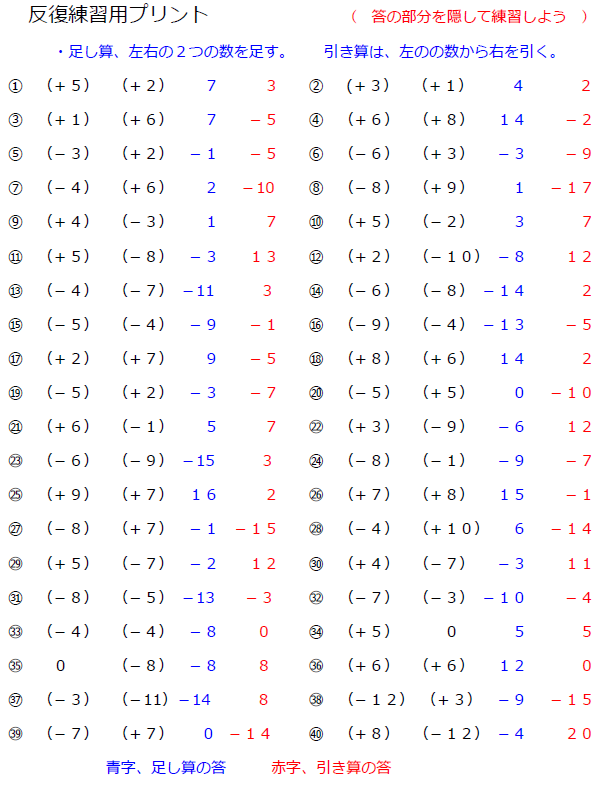 反復練習用プリント （　答の部分を隠して練習しよう　）
・足し算、左右の２つの数を足す。 引き算は、左のの数から右を引く。
① （＋５） （＋２） ７ ３ ② （＋３） （＋１） ４ ２
③ （＋１） （＋６） ７ －５ ④ （＋６） （＋８） １４ －２
⑤ （－３） （＋２） －１ －５ ⑥ （－６） （＋３） －３ －９
⑦ （－４） （＋６） ２ －10 ⑧ （－８） （＋９） １ －１７
⑨ （＋４） （－３） １ ７ ⑩ （＋５） （－２） ３ ７
⑪ （＋５） （－８） －３ １３ ⑫ （＋２） （－１０） －８ １２
⑬ （－４） （－７） －11 ３ ⑭ （－６） （－８） －１４ ２
⑮ （－５） （－４） －９ －１ ⑯ （－９） （－４） －１３ －５
⑰ （＋２） （＋７） ９ －５ ⑱ （＋８） （＋６） １４ ２
⑲ （－５） （＋２） －３ －７ ⑳ （－５） （＋５） ０ －１０
㉑ （＋６） （－１） ５ ７ ㉒ （＋３） （－９） －６ １２
㉓ （－６） （－９） －15 ３ ㉔ （－８） （－１） －９ －７
㉕ （＋９） （＋７） １６ ２ ㉖ （＋７） （＋８） １５ －１
㉗ （－８） （＋７） －１ －１５ ㉘ （－４） （＋１０） ６ －１４
㉙ （＋５） （－７） －２ １２ ㉚ （＋４） （－７） －３ １１
㉛ （－８） （－５） －13 －３ ㉜ （－７） （－３） －１０ －４
㉝ （－４） （－４） －８ ０ ㉞ （＋５） ０ ５ ５
㉟ ０ （－８） －８ ８ ㊱ （＋６） （＋６） １２ ０
㊲ （－３） （－11） －14 ８ ㊳ （－１２） （＋３） －９ －１５
㊴ （－７） （＋７） ０ －１４ ㊵ （＋８） （－１２） －４ ２０
青字、足し算の答 赤字、引き算の答